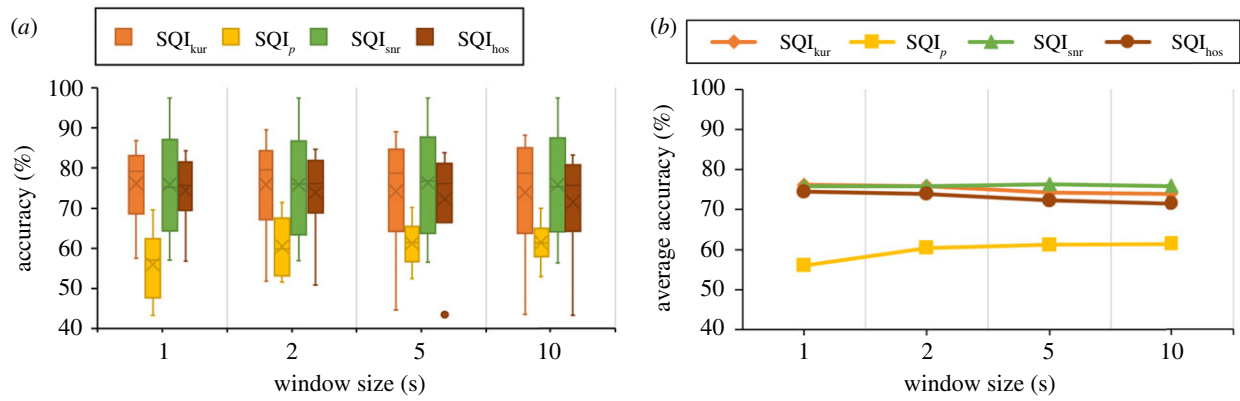 (a)
SQI_kur SQI_p SQI_snr SQI_hos
100
90
80
70
60
50
40
accuracy (%)
1 2 5 10
window size (s)
(b)
SQI_kur SQI_p SQI_snr SQI_hos
100
90
80
70
60
50
40
average accuracy (%)
1 2 5 10
window size (s)